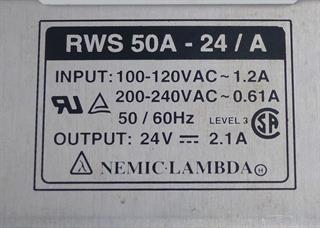 RWS 50A - 24 / A
INPUT: 100-120VAC ~ 1.2A
200-240VAC ~ 0.61A
50 / 60Hz LEVEL 3
OUTPUT: 24V ⎓ 2.1A
NEMIC·LAMBDA H